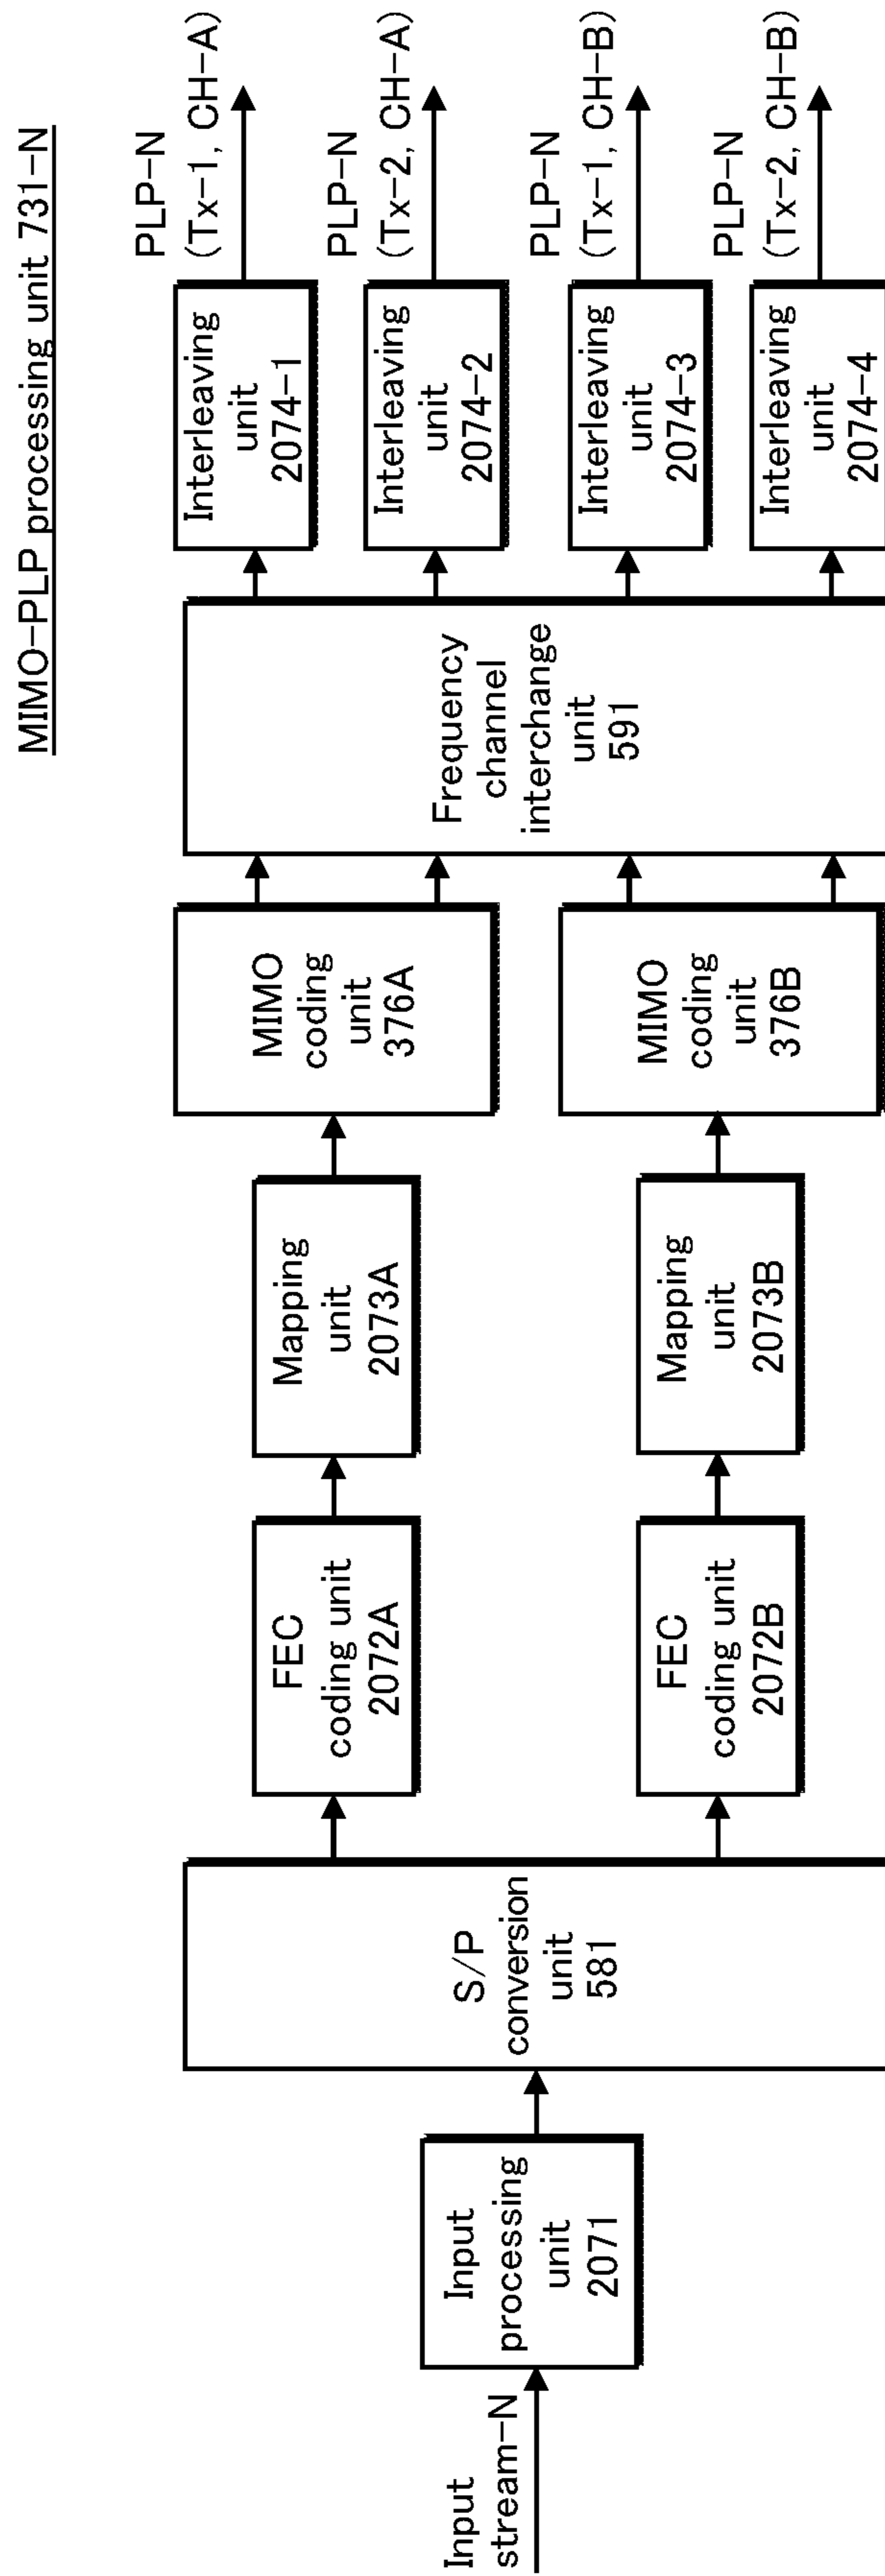 MIMO-PLP processing unit 731-N
Input
stream-N
Input
processing
unit
2071
S/P
conversion
unit
581
FEC
coding unit
2072A
Mapping
unit
2073A
MIMO
coding
unit
376A
FEC
coding unit
2072B
Mapping
unit
2073B
MIMO
coding
unit
376B
Frequency
channel
interchange
unit
591
Interleaving
unit
2074-1
PLP-N
(Tx-1, CH-A)
Interleaving
unit
2074-2
PLP-N
(Tx-2, CH-A)
Interleaving
unit
2074-3
PLP-N
(Tx-1, CH-B)
Interleaving
unit
2074-4
PLP-N
(Tx-2, CH-B)